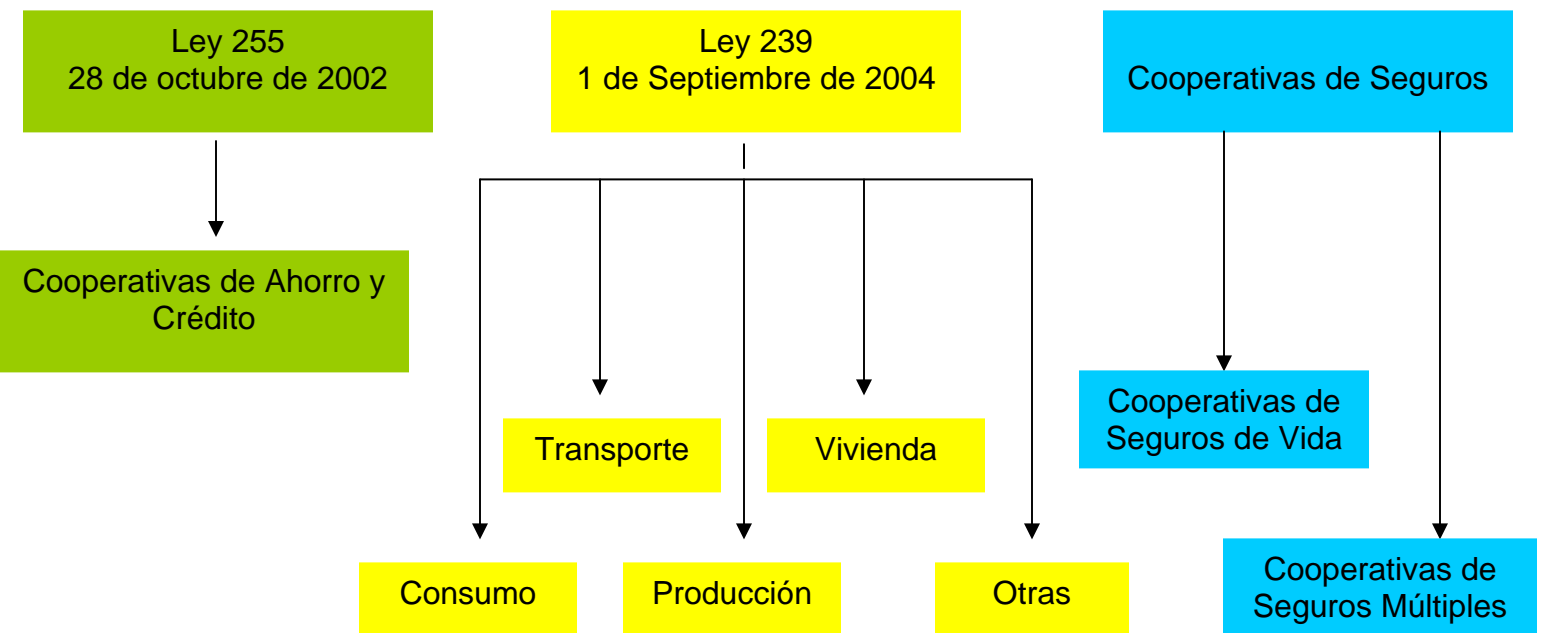 Ley 255
28 de octubre de 2002
Ley 239
1 de Septiembre de 2004
Cooperativas de Seguros
Cooperativas de Ahorro y
Crédito
Cooperativas de
Seguros de Vida
Transporte
Vivienda
Consumo
Producción
Otras
Cooperativas de
Seguros Múltiples